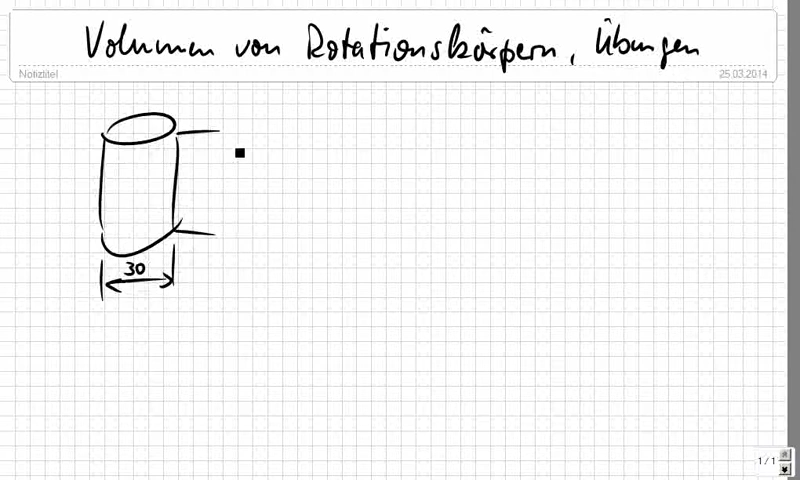 Volumen von Rotationskörpern, Übungen
Notiztitel
25.03.2014
30
1/1